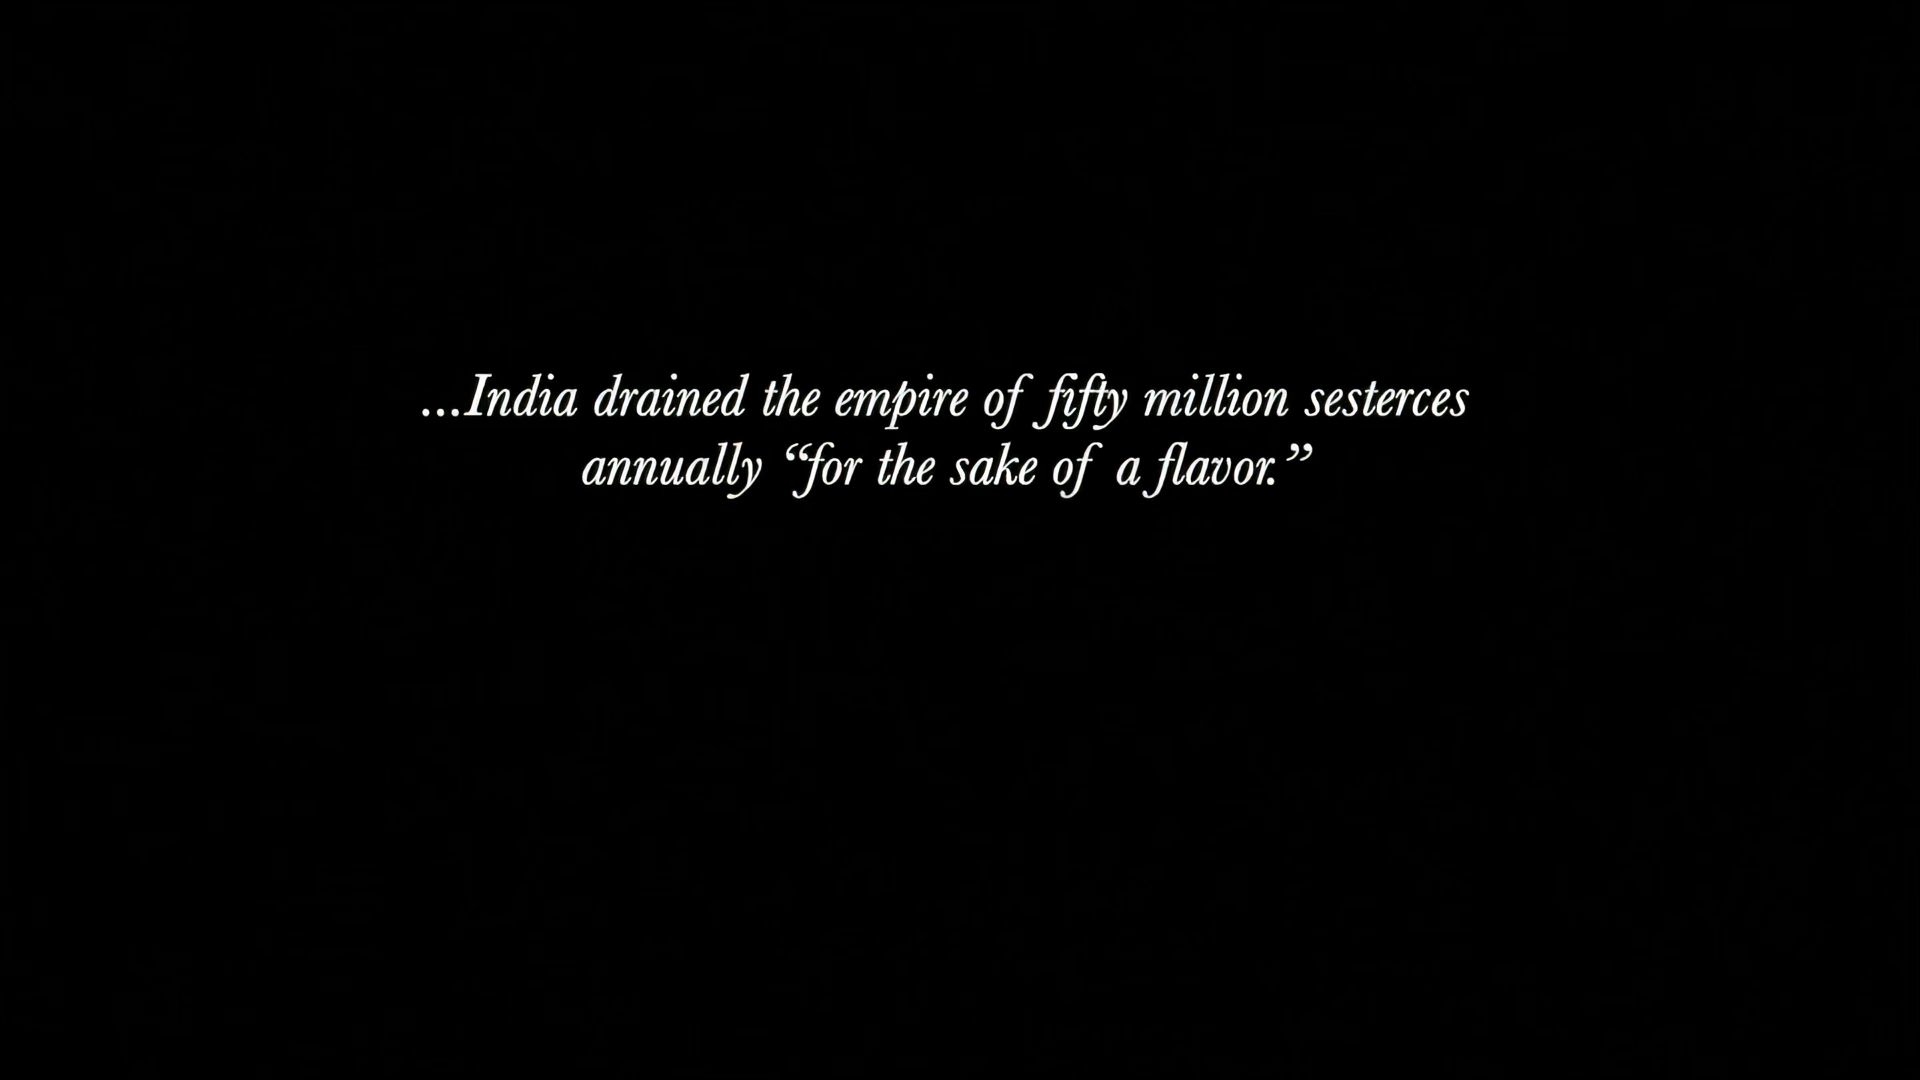 ...India drained the empire of fifty million sesterces
annually “for the sake of a flavor.”